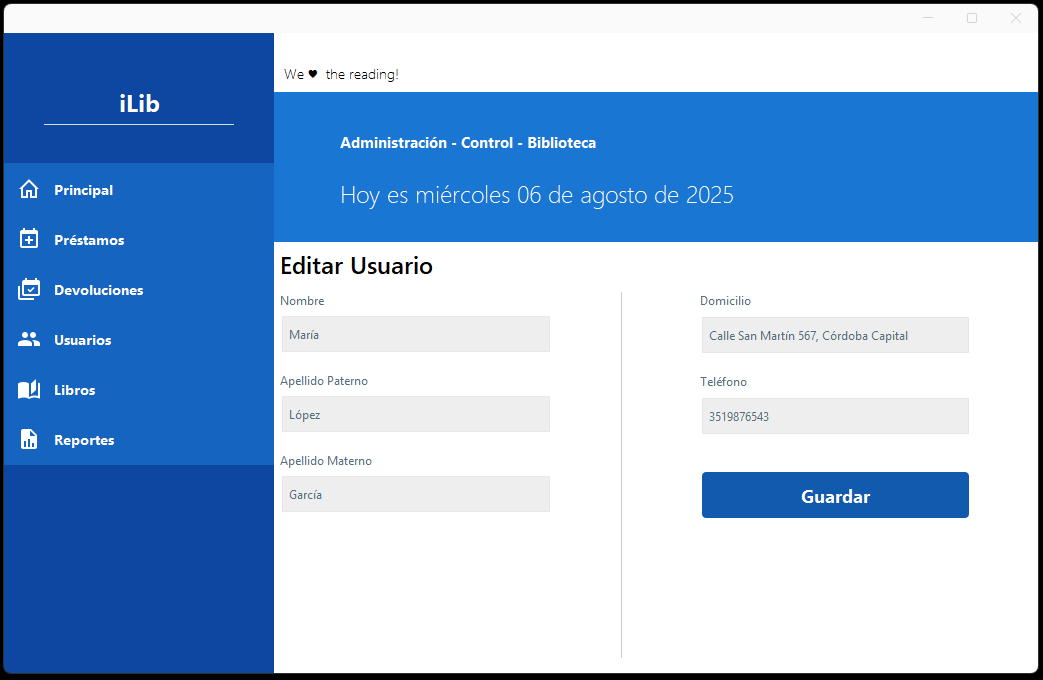 iLib
Principal
Préstamos
Devoluciones
Usuarios
Libros
Reportes
We ♥ the reading!
Administración - Control - Biblioteca
Hoy es miércoles 06 de agosto de 2025
Editar Usuario
Nombre
María
Apellido Paterno
López
Apellido Materno
García
Domicilio
Calle San Martín 567, Córdoba Capital
Teléfono
3519876543
Guardar